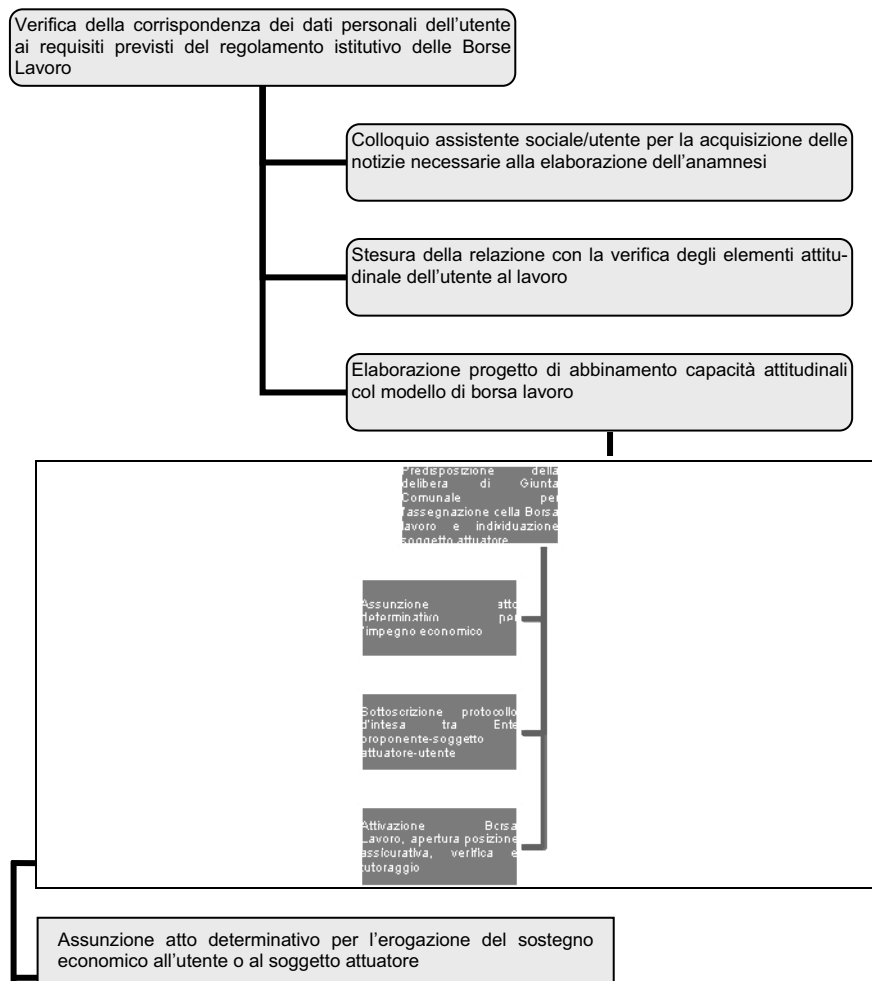 Verifica della corrispondenza dei dati personali dell'utente
ai requisiti previsti del regolamento istitutivo delle Borse
Lavoro
Colloquio assistente sociale/utente per la acquisizione delle
notizie necessarie alla elaborazione dell'anamnesi
Stesura della relazione con la verifica degli elementi attitu-
dinale dell'utente al lavoro
Elaborazione progetto di abbinamento capacità attitudinali
col modello di borsa lavoro
Predisposizione della
delibera di Giunta
Comunale per
l'assegnazione della Borsa
lavoro e individuazione
soggetto attuatore
Assunzione atto
determinativo per
l'impegno economico
Sottoscrizione protocollo
d'intesa tra Ente
proponente-soggetto
attuatore-utente
Attivazione Borsa
Lavoro, apertura posizione
assicurativa, verifica e
tutoraggio
Assunzione atto determinativo per l'erogazione del sostegno
economico all'utente o al soggetto attuatore